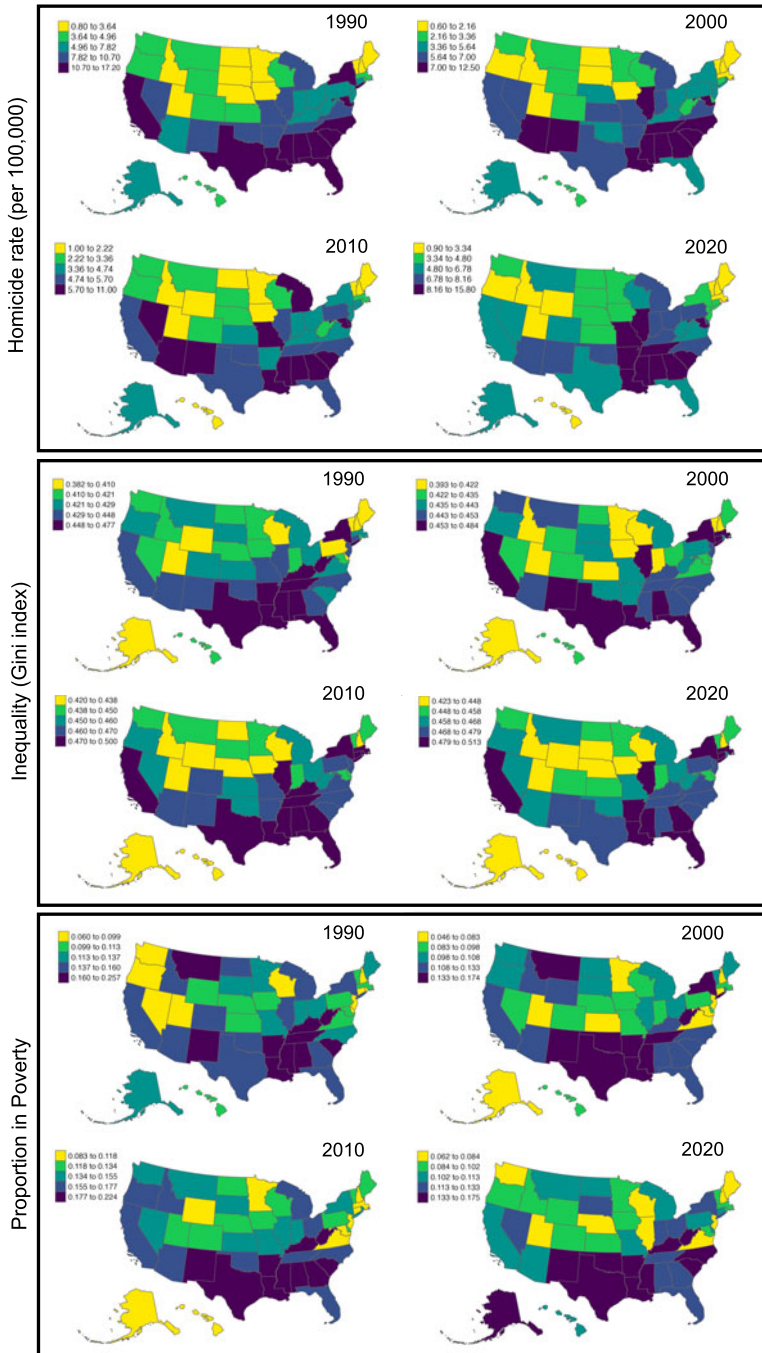 Homicide rate (per 100,000)
1990
0.80 to 3.64
3.64 to 4.96
4.96 to 7.82
7.82 to 10.70
10.70 to 17.20
2000
0.60 to 2.16
2.16 to 3.36
3.36 to 5.64
5.64 to 7.00
7.00 to 12.50
2010
1.00 to 2.22
2.22 to 3.36
3.36 to 4.74
4.74 to 5.70
5.70 to 11.00
2020
0.90 to 3.34
3.34 to 4.80
4.80 to 6.78
6.78 to 8.16
8.16 to 15.80
Inequality (Gini index)
1990
0.382 to 0.410
0.410 to 0.421
0.421 to 0.429
0.429 to 0.448
0.448 to 0.477
2000
0.393 to 0.422
0.422 to 0.435
0.435 to 0.443
0.443 to 0.453
0.453 to 0.484
2010
0.420 to 0.438
0.438 to 0.450
0.450 to 0.460
0.460 to 0.470
0.470 to 0.500
2020
0.423 to 0.448
0.448 to 0.458
0.458 to 0.468
0.468 to 0.479
0.479 to 0.513
Proportion in Poverty
1990
0.060 to 0.099
0.099 to 0.113
0.113 to 0.137
0.137 to 0.160
0.160 to 0.257
2000
0.046 to 0.083
0.083 to 0.098
0.098 to 0.108
0.108 to 0.133
0.133 to 0.174
2010
0.083 to 0.118
0.118 to 0.134
0.134 to 0.155
0.155 to 0.177
0.177 to 0.224
2020
0.062 to 0.084
0.084 to 0.102
0.102 to 0.113
0.113 to 0.133
0.133 to 0.175